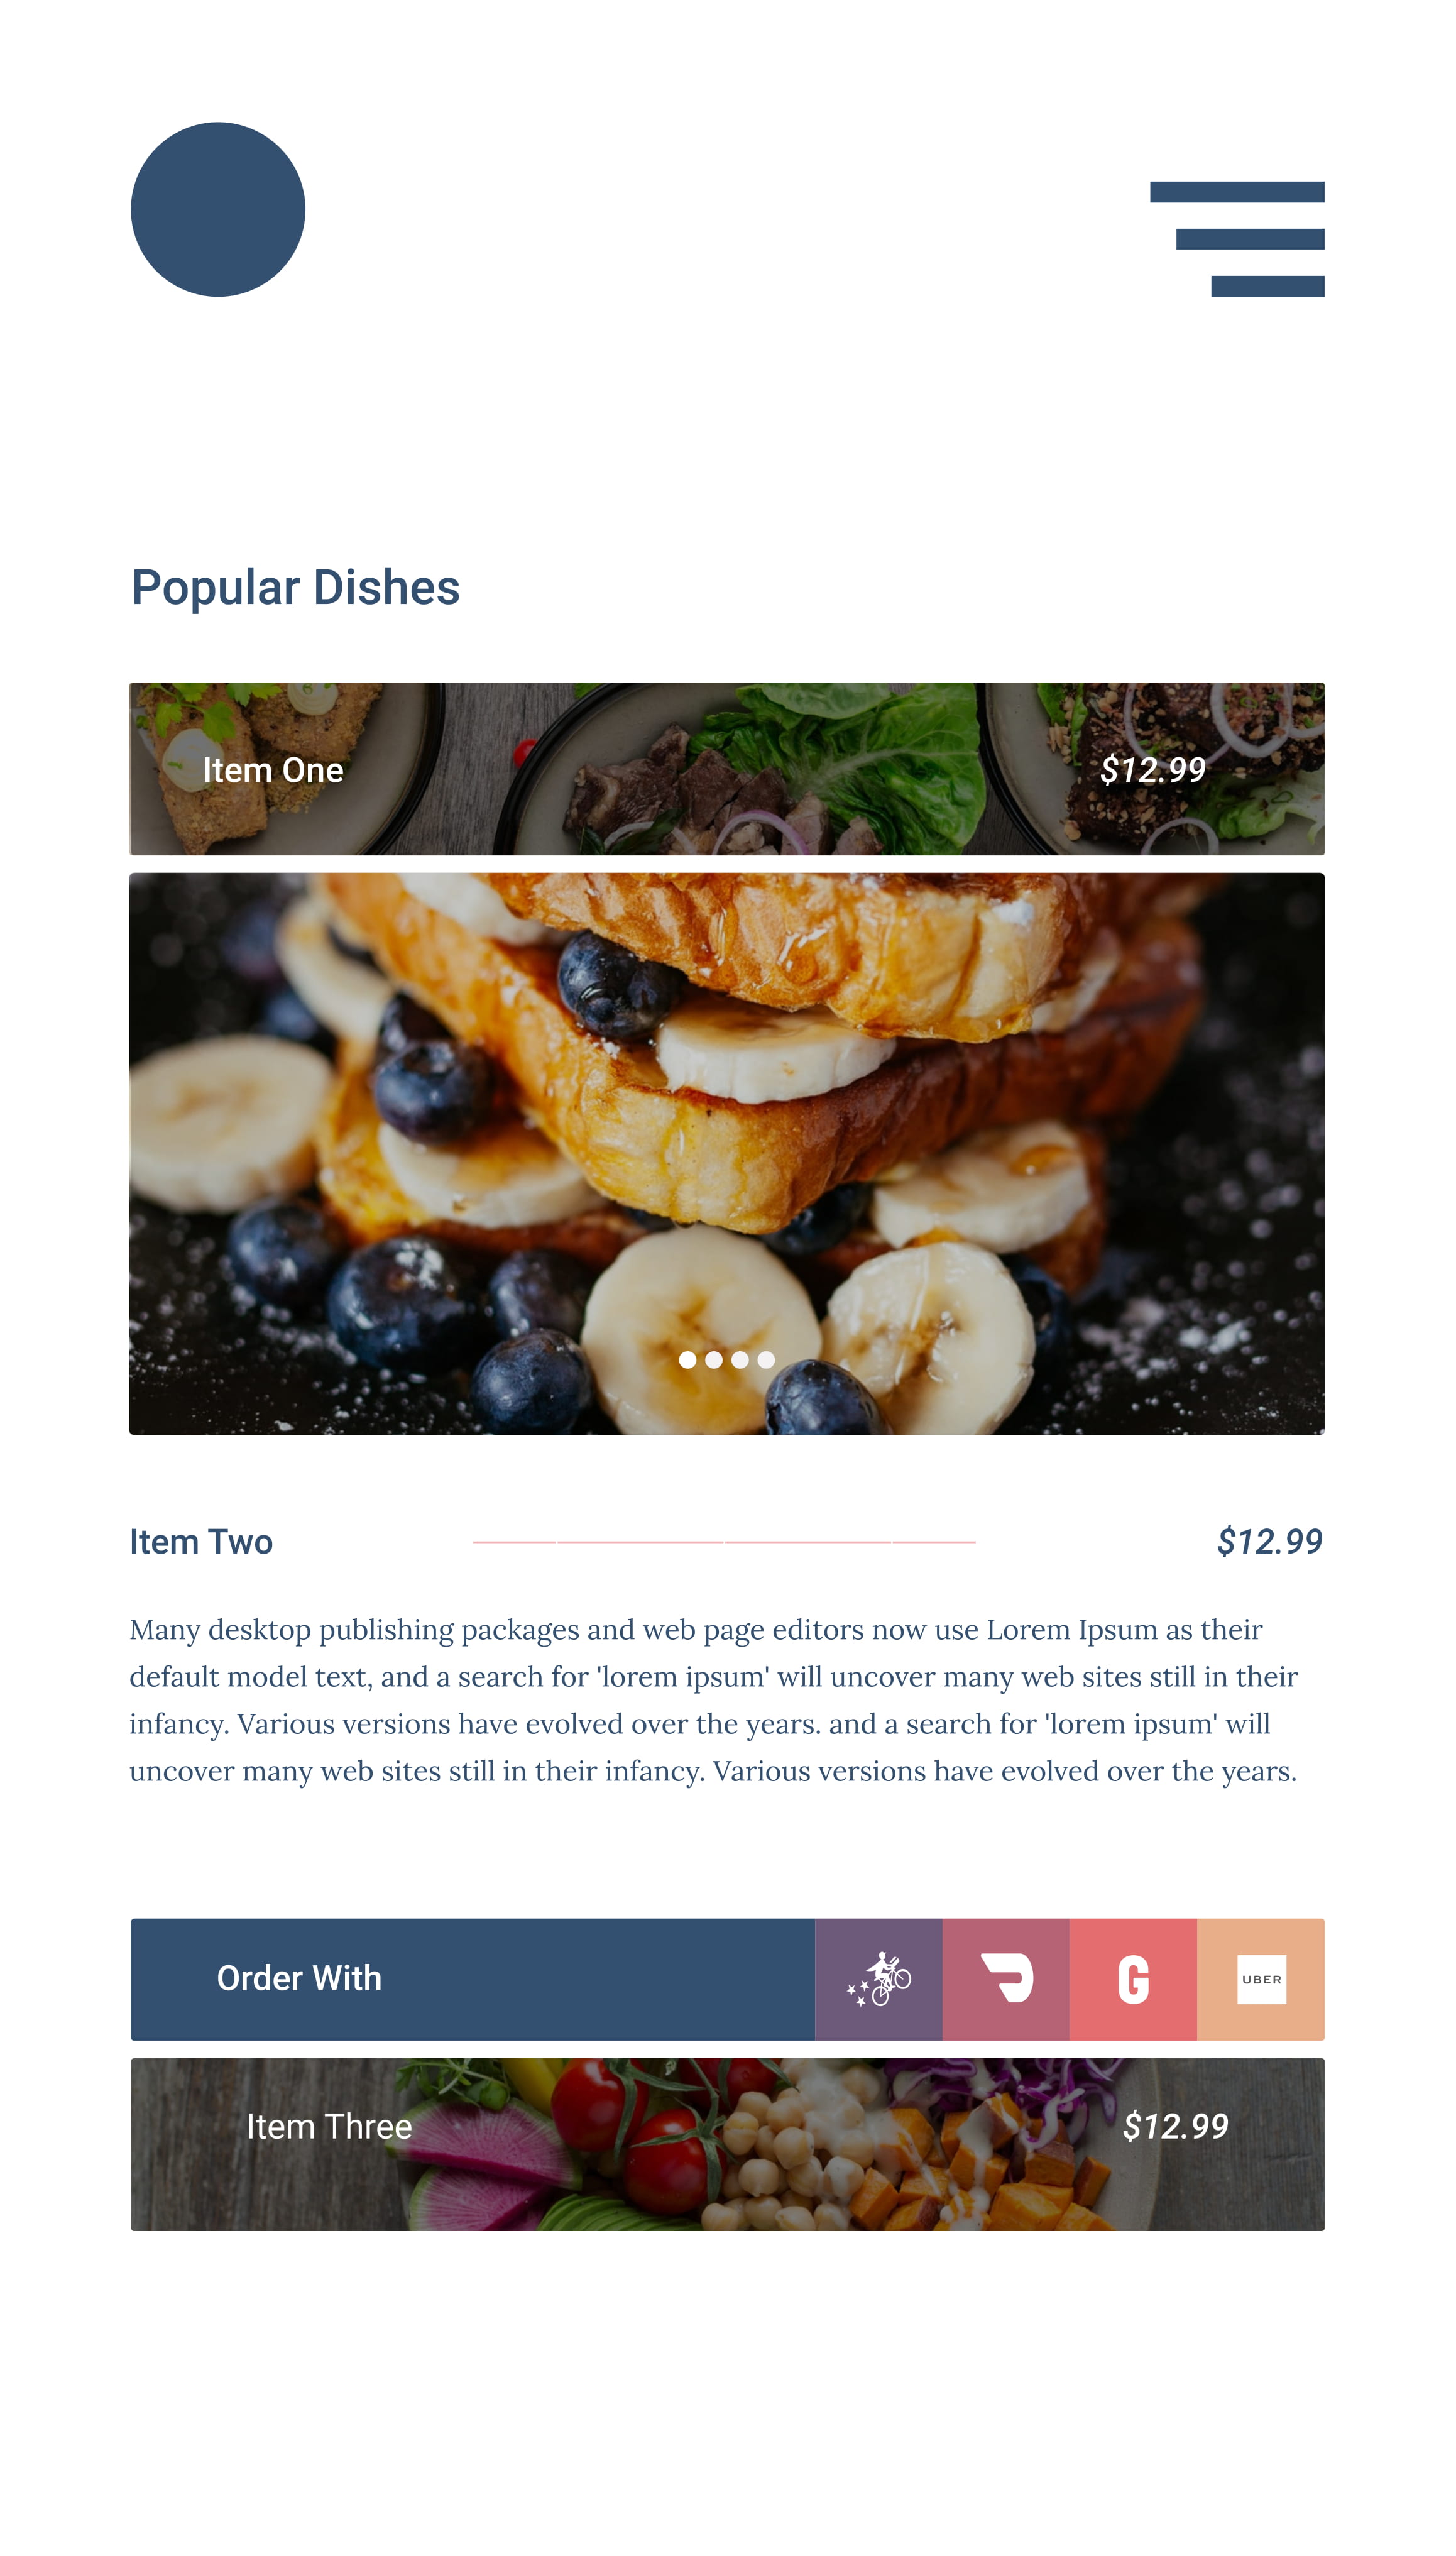 Popular Dishes
Item One $12.99
Item Two $12.99
Many desktop publishing packages and web page editors now use Lorem Ipsum as their
default model text, and a search for 'lorem ipsum' will uncover many web sites still in their
infancy. Various versions have evolved over the years. and a search for 'lorem ipsum' will
uncover many web sites still in their infancy. Various versions have evolved over the years.
Order With G UBER
Item Three $12.99